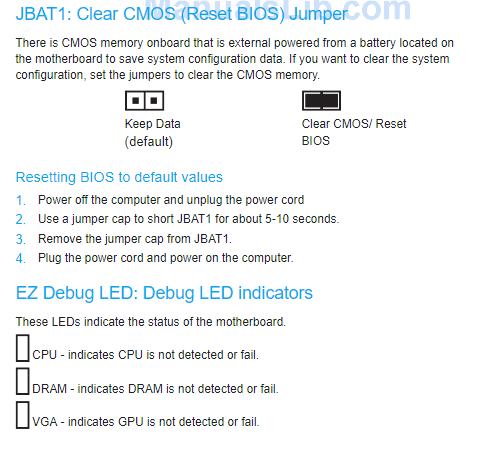 ManualsLib.com
JBAT1: Clear CMOS (Reset BIOS) Jumper
There is CMOS memory onboard that is external powered from a battery located on
the motherboard to save system configuration data. If you want to clear the system
configuration, set the jumpers to clear the CMOS memory.
Keep Data
(default)
Clear CMOS/ Reset
BIOS
Resetting BIOS to default values
1. Power off the computer and unplug the power cord
2. Use a jumper cap to short JBAT1 for about 5-10 seconds.
3. Remove the jumper cap from JBAT1.
4. Plug the power cord and power on the computer.
EZ Debug LED: Debug LED indicators
These LEDs indicate the status of the motherboard.
CPU - indicates CPU is not detected or fail.
DRAM - indicates DRAM is not detected or fail.
VGA - indicates GPU is not detected or fail.